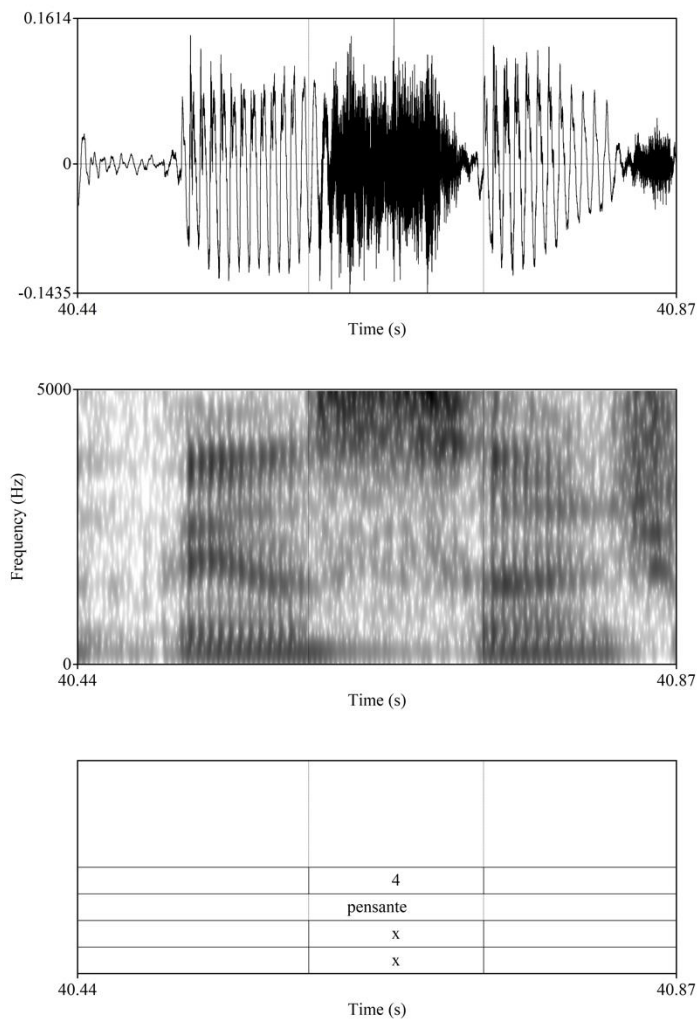 0.1614
0
-0.1435
40.44 40.87
Time (s)
5000
Frequency (Hz)
0
40.44 40.87
Time (s)
4
pensante
x
x
40.44 40.87
Time (s)